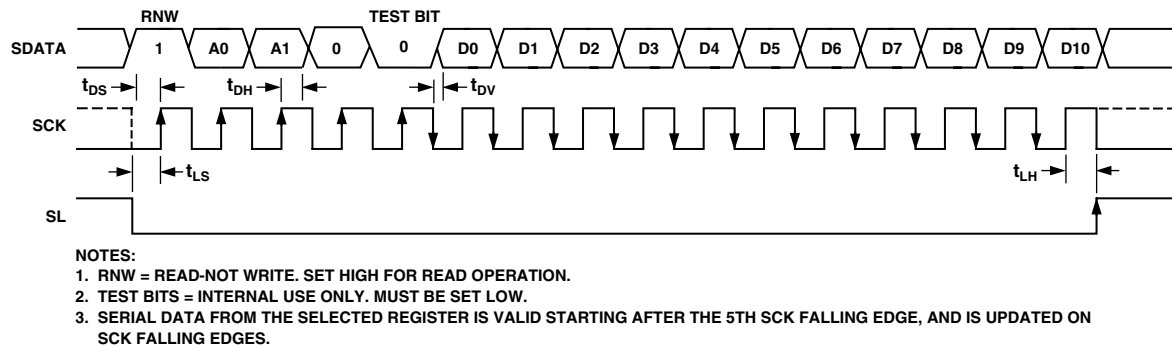 RNW TEST BIT
SDATA 1 A0 A1 0 0 D0 D1 D2 D3 D4 D5 D6 D7 D8 D9 D10
tDS tDH tDV
SCK
tLS tLH
SL
NOTES:
1. RNW = READ-NOT WRITE. SET HIGH FOR READ OPERATION.
2. TEST BITS = INTERNAL USE ONLY. MUST BE SET LOW.
3. SERIAL DATA FROM THE SELECTED REGISTER IS VALID STARTING AFTER THE 5TH SCK FALLING EDGE, AND IS UPDATED ON
SCK FALLING EDGES.